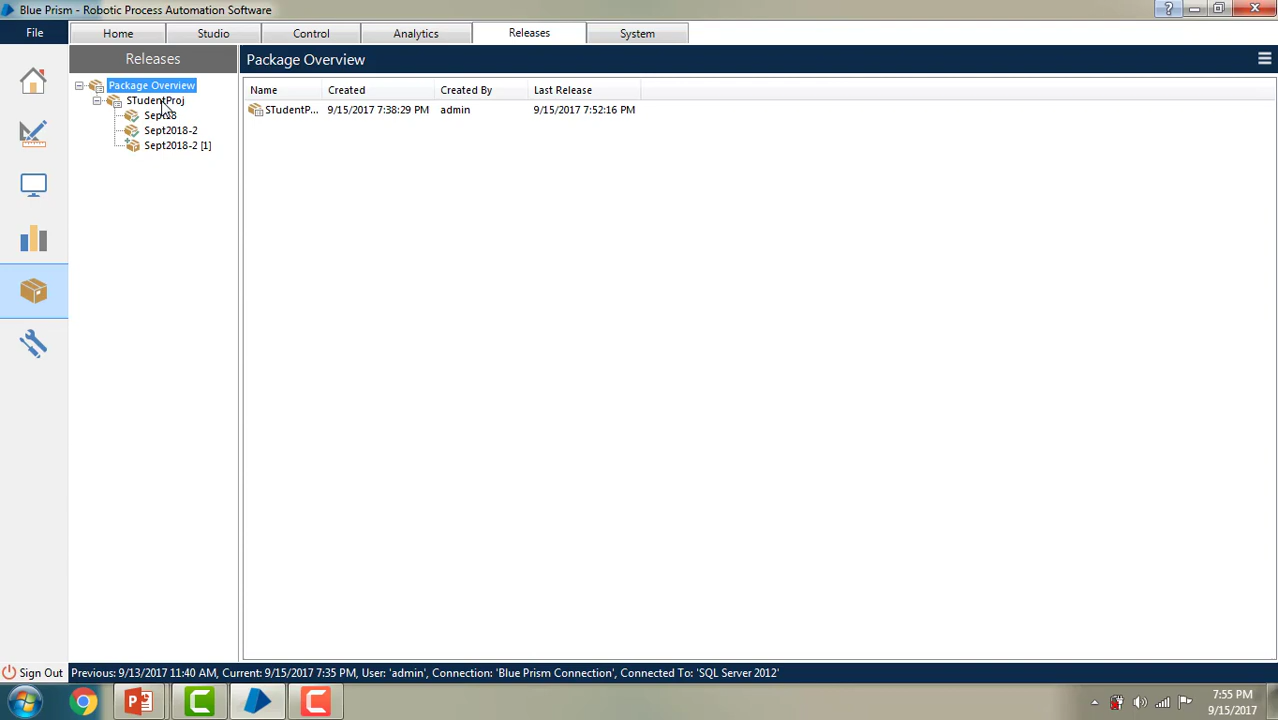 Blue Prism - Robotic Process Automation Software
?
File
Home
Studio
Control
Analytics
Releases
System
Releases
Package Overview
Package Overview
STudentProj
Sept2018-2
Sept2018-2 [1]
Name
Created
Created By
Last Release
STudentP...
9/15/2017 7:38:29 PM
admin
9/15/2017 7:52:16 PM
Sign Out
Previous: 9/13/2017 11:40 AM, Current: 9/15/2017 7:35 PM, User: 'admin', Connection: 'Blue Prism Connection', Connected To: 'SQL Server 2012'
7:55 PM
9/15/2017